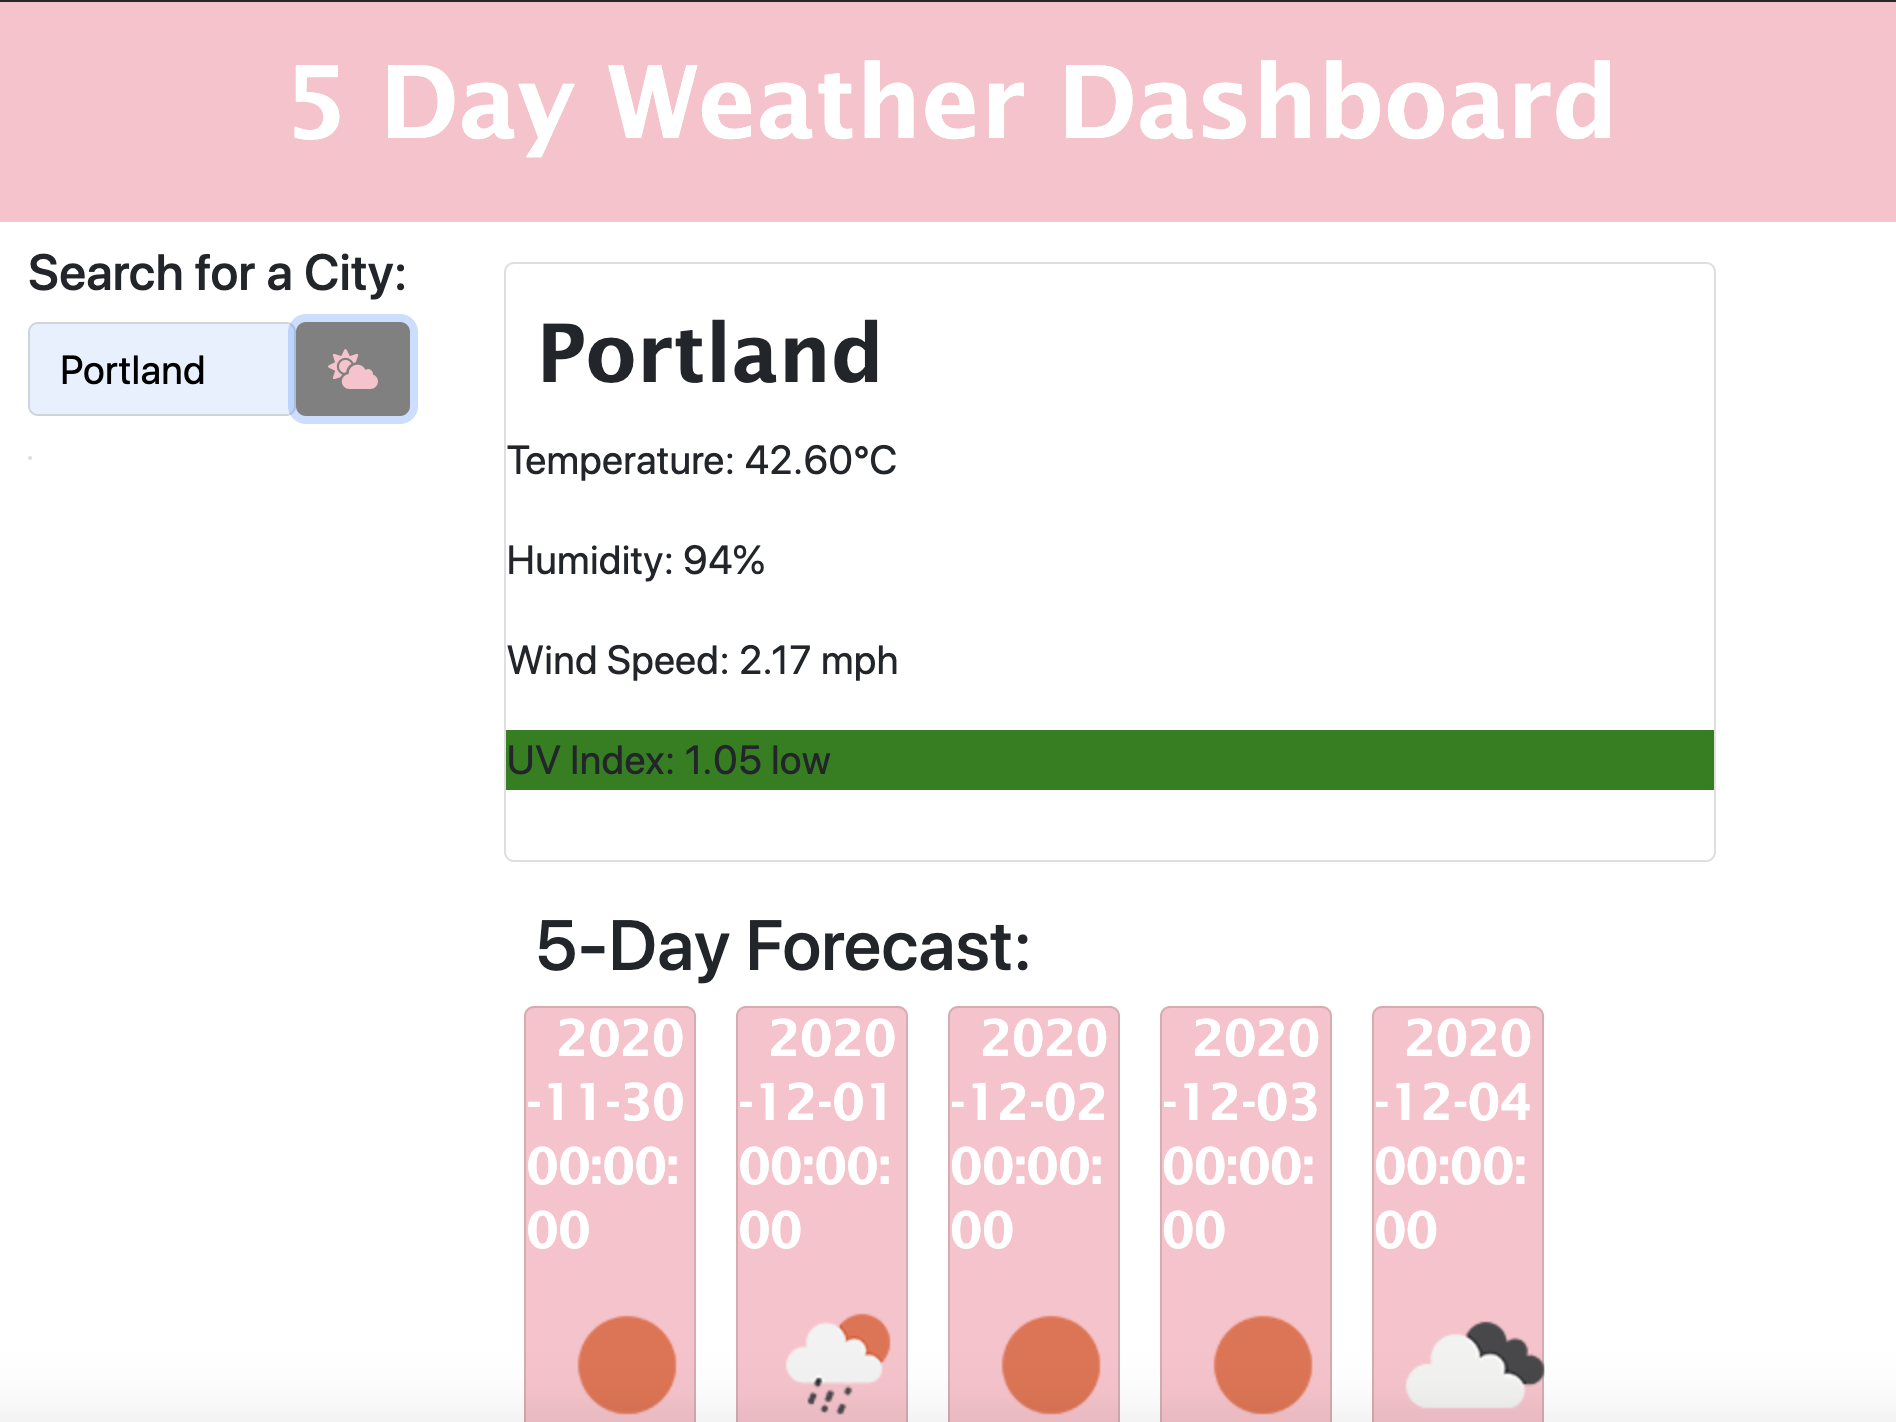 5 Day Weather Dashboard
Search for a City:
Portland
Portland
Temperature: 42.60°C
Humidity: 94%
Wind Speed: 2.17 mph
UV Index: 1.05 low
5-Day Forecast:
2020
-11-30
00:00:
00
2020
-12-01
00:00:
00
2020
-12-02
00:00:
00
2020
-12-03
00:00:
00
2020
-12-04
00:00:
00